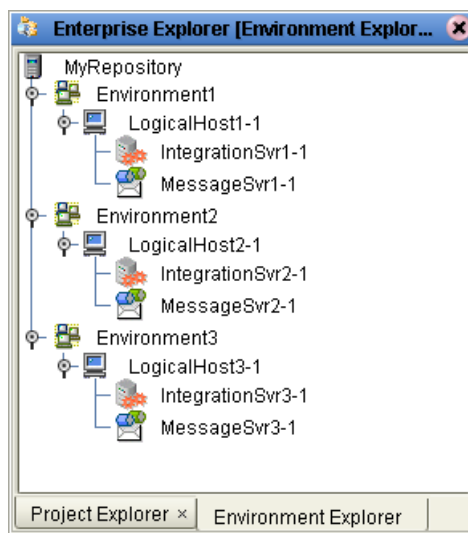 Enterprise Explorer [Environment Explor...
MyRepository
Environment1
LogicalHost1-1
IntegrationSvr1-1
MessageSvr1-1
Environment2
LogicalHost2-1
IntegrationSvr2-1
MessageSvr2-1
Environment3
LogicalHost3-1
IntegrationSvr3-1
MessageSvr3-1
Project Explorer × Environment Explorer